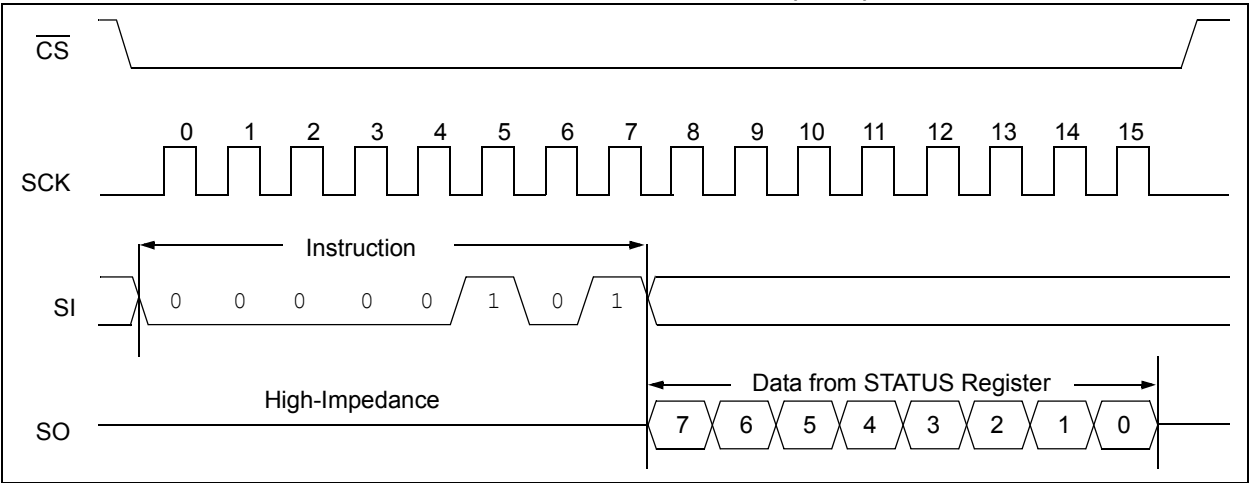 CS
0 1 2 3 4 5 6 7 8 9 10 11 12 13 14 15
SCK
Instruction
SI 0 0 0 0 0 1 0 1
High-Impedance
Data from STATUS Register
SO 7 6 5 4 3 2 1 0